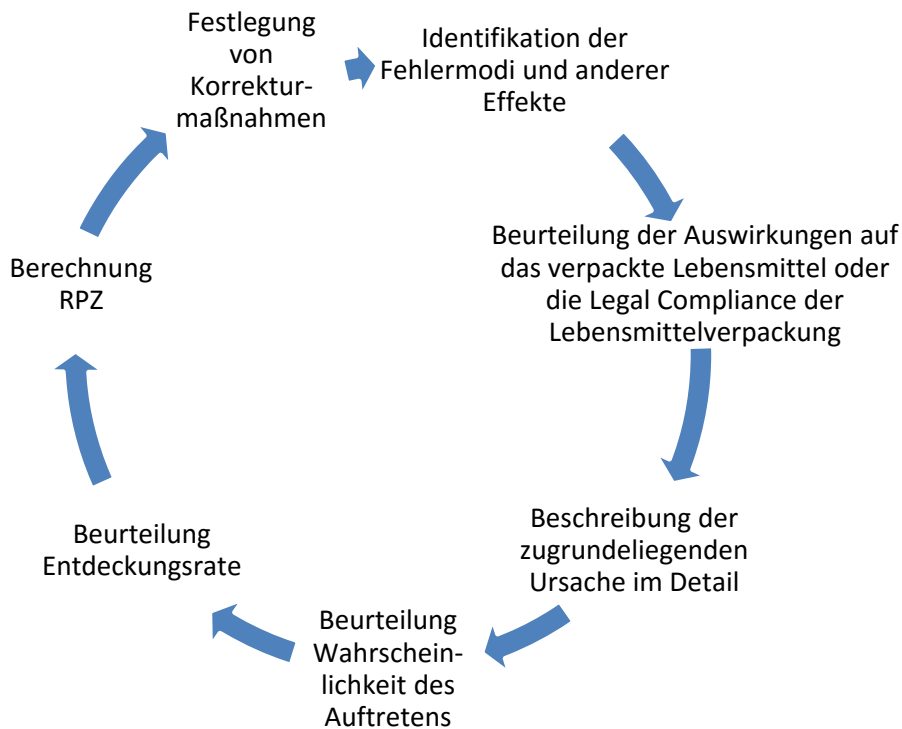 Festlegung
von
Korrektur-
maßnahmen
Identifikation der
Fehlermodi und anderer
Effekte
Beurteilung der Auswirkungen auf
das verpackte Lebensmittel oder
die Legal Compliance der
Lebensmittelverpackung
Beschreibung der
zugrundeliegenden
Ursache im Detail
Beurteilung
Wahrschein-
lichkeit des
Auftretens
Beurteilung
Entdeckungsrate
Berechnung
RPZ